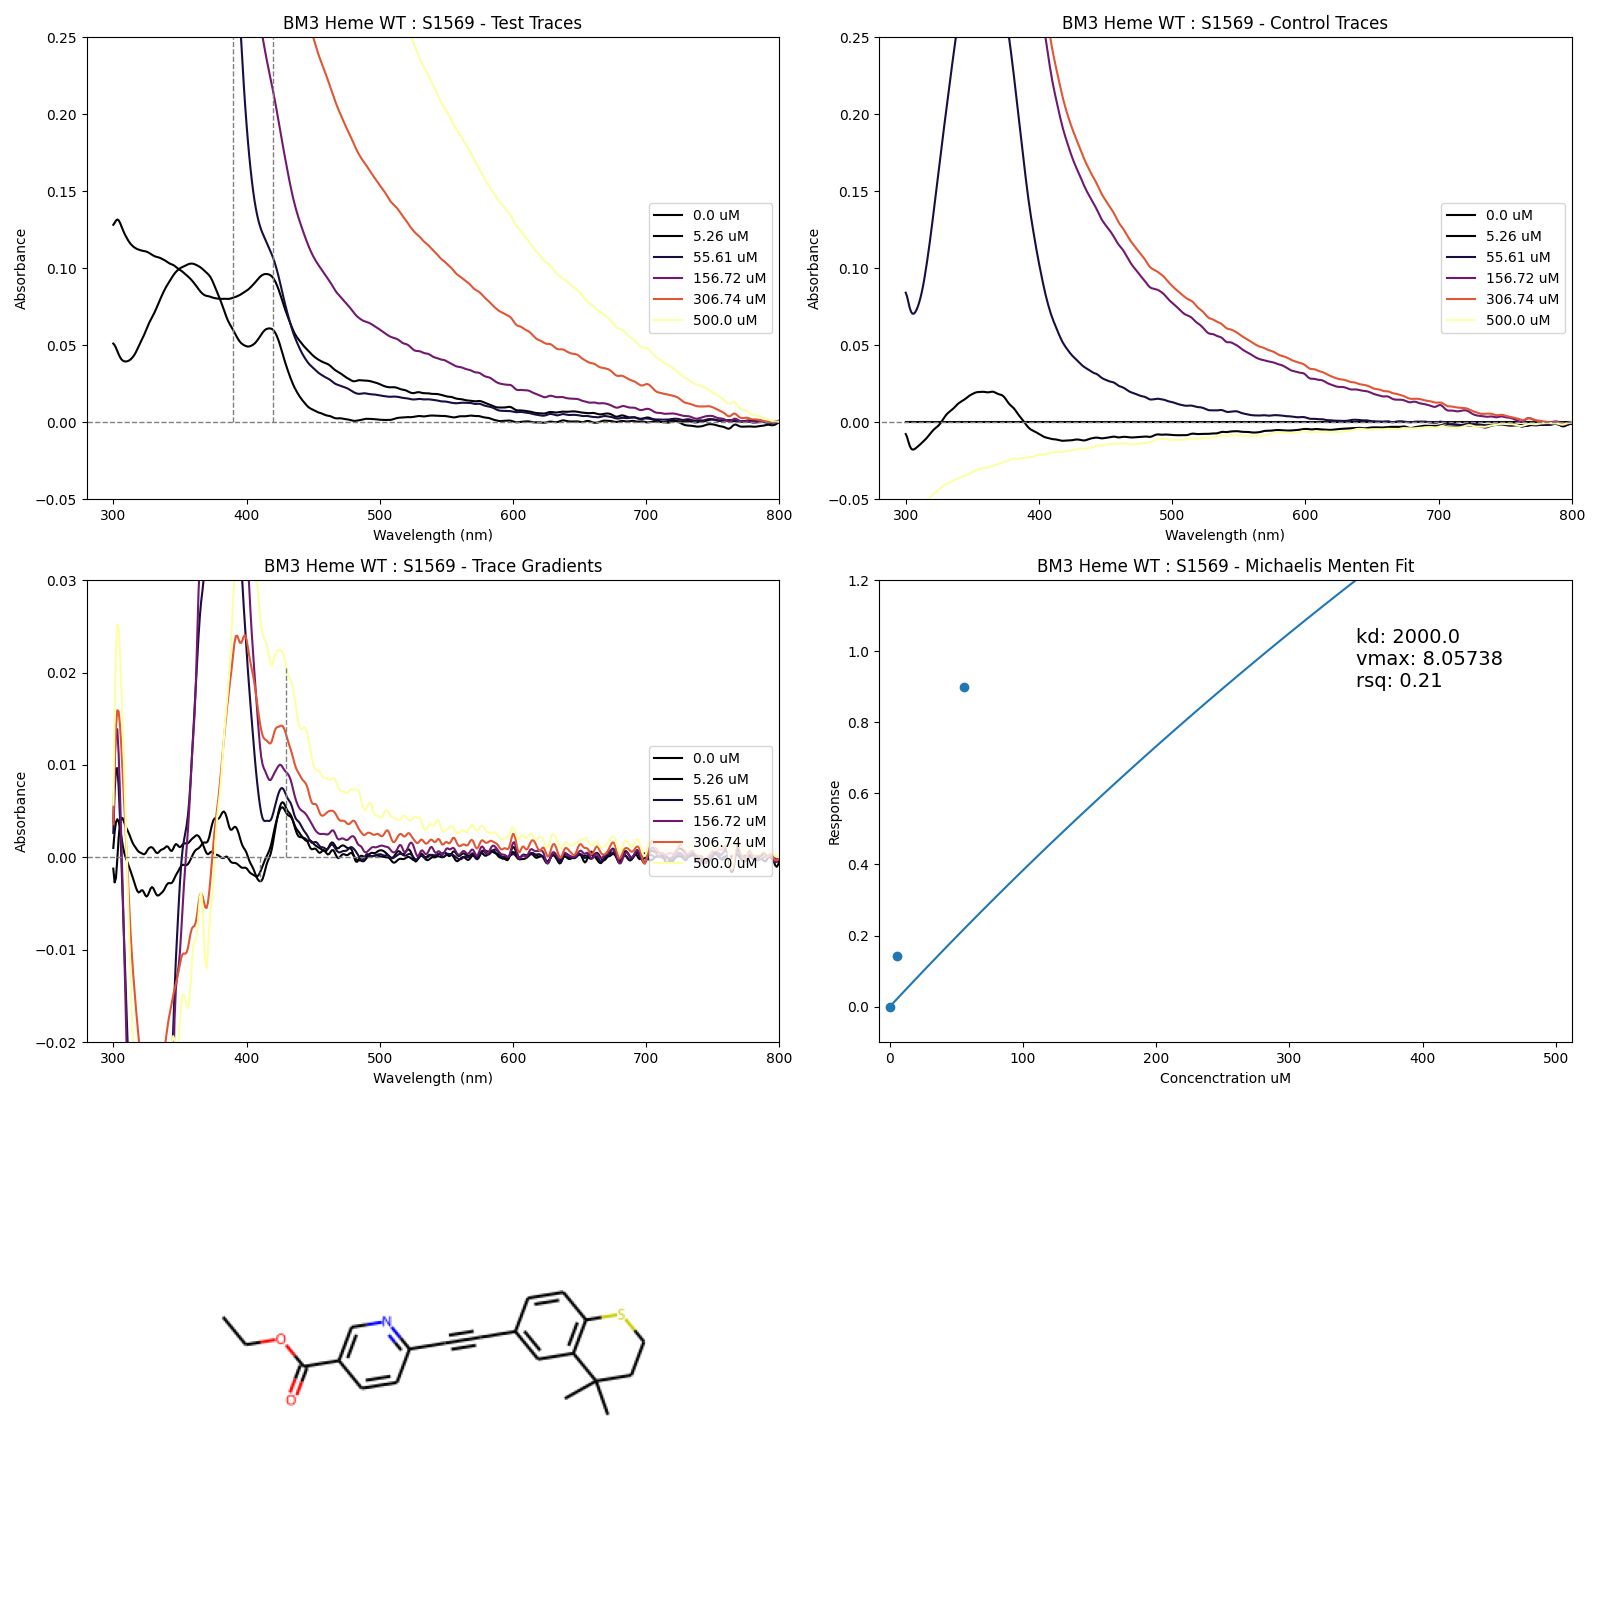 BM3 Heme WT : S1569 - Test Traces
0.25
0.20
0.15
0.10
0.05
0.00
−0.05
Absorbance
300 400 500 600 700 800
Wavelength (nm)
0.0 uM
5.26 uM
55.61 uM
156.72 uM
306.74 uM
500.0 uM
BM3 Heme WT : S1569 - Control Traces
0.25
0.20
0.15
0.10
0.05
0.00
−0.05
Absorbance
300 400 500 600 700 800
Wavelength (nm)
0.0 uM
5.26 uM
55.61 uM
156.72 uM
306.74 uM
500.0 uM
BM3 Heme WT : S1569 - Trace Gradients
0.03
0.02
0.01
0.00
−0.01
−0.02
Absorbance
300 400 500 600 700 800
Wavelength (nm)
0.0 uM
5.26 uM
55.61 uM
156.72 uM
306.74 uM
500.0 uM
BM3 Heme WT : S1569 - Michaelis Menten Fit
1.2
1.0
0.8
0.6
0.4
0.2
0.0
Response
0 100 200 300 400 500
Concenctration uM
kd: 2000.0
vmax: 8.05738
rsq: 0.21
O
O
N
S